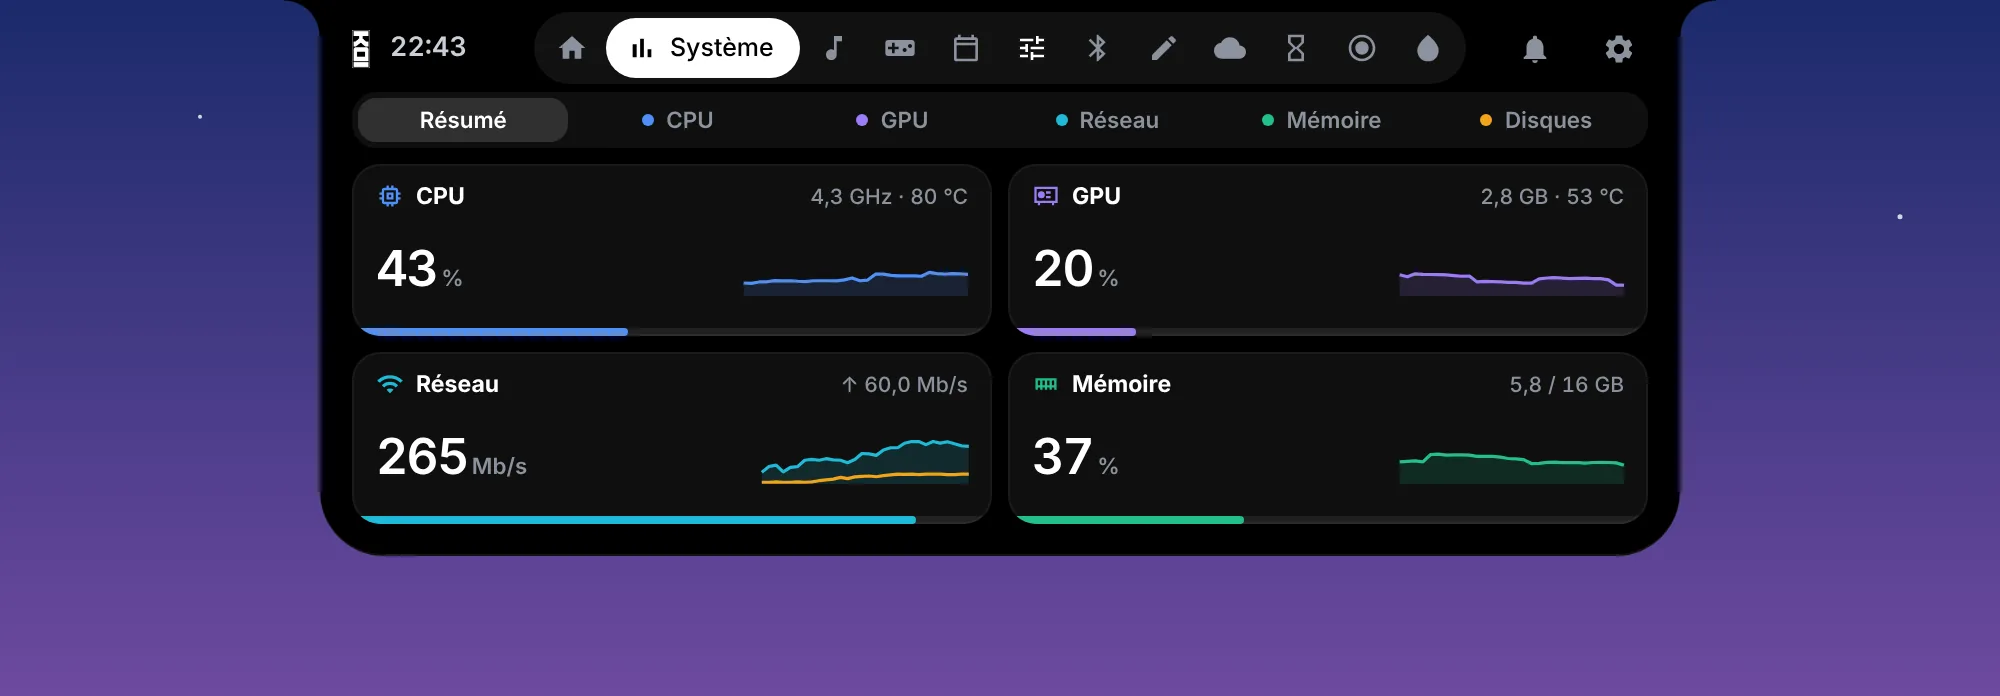 22:43
Système
Résumé
CPU
GPU
Réseau
Mémoire
Disques
CPU
4,3 GHz · 80 °C
43 %
GPU
2,8 GB · 53 °C
20 %
Réseau
↑ 60,0 Mb/s
265 Mb/s
Mémoire
5,8 / 16 GB
37 %